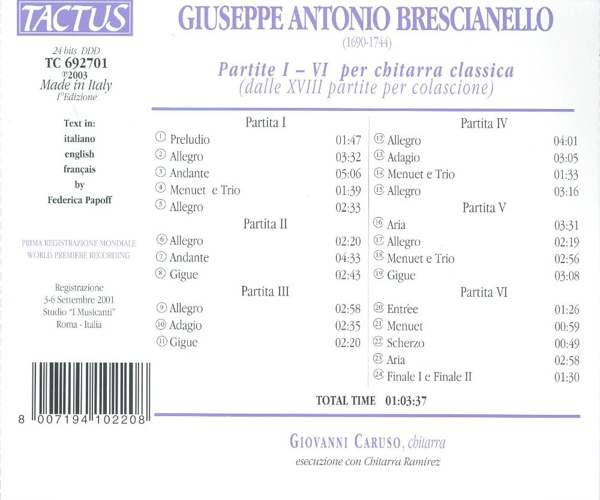 TACTUS
24 bits DDD
TC 692701
℗2003
Made in Italy
1°Edizione
Text in:
italiano
english
français
by
Federica Papoff
PRIMA REGISTRAZIONE MONDIALE
WORLD PREMIERE RECORDING
Registrazione
3-6 Settembre 2001
Studio "I Musicanti"
Roma - Italia
8 007194 102208
GIUSEPPE ANTONIO BRESCIANELLO
(1690-1744)
Partite I – VI per chitarra classica
(dalle XVIII partite per colascione)
Partita I
① Preludio 01:47
② Allegro 03:32
③ Andante 05:06
④ Menuet e Trio 01:39
⑤ Allegro 02:33
Partita II
⑥ Allegro 02:20
⑦ Andante 04:33
⑧ Gigue 02:43
Partita III
⑨ Allegro 02:58
⑩ Adagio 02:35
⑪ Gigue 02:20
Partita IV
⑫ Allegro 04:01
⑬ Adagio 03:05
⑭ Menuet e Trio 01:33
⑮ Allegro 03:16
Partita V
⑯ Aria 03:31
⑰ Allegro 02:19
⑱ Menuet e Trio 02:56
⑲ Gigue 03:08
Partita VI
⑳ Entrée 01:26
㉑ Menuet 00:59
㉒ Scherzo 00:49
㉓ Aria 02:58
㉔ Finale I e Finale II 01:30
TOTAL TIME 01:03:37
GIOVANNI CARUSO, chitarra
esecuzione con Chitarra Ramirez